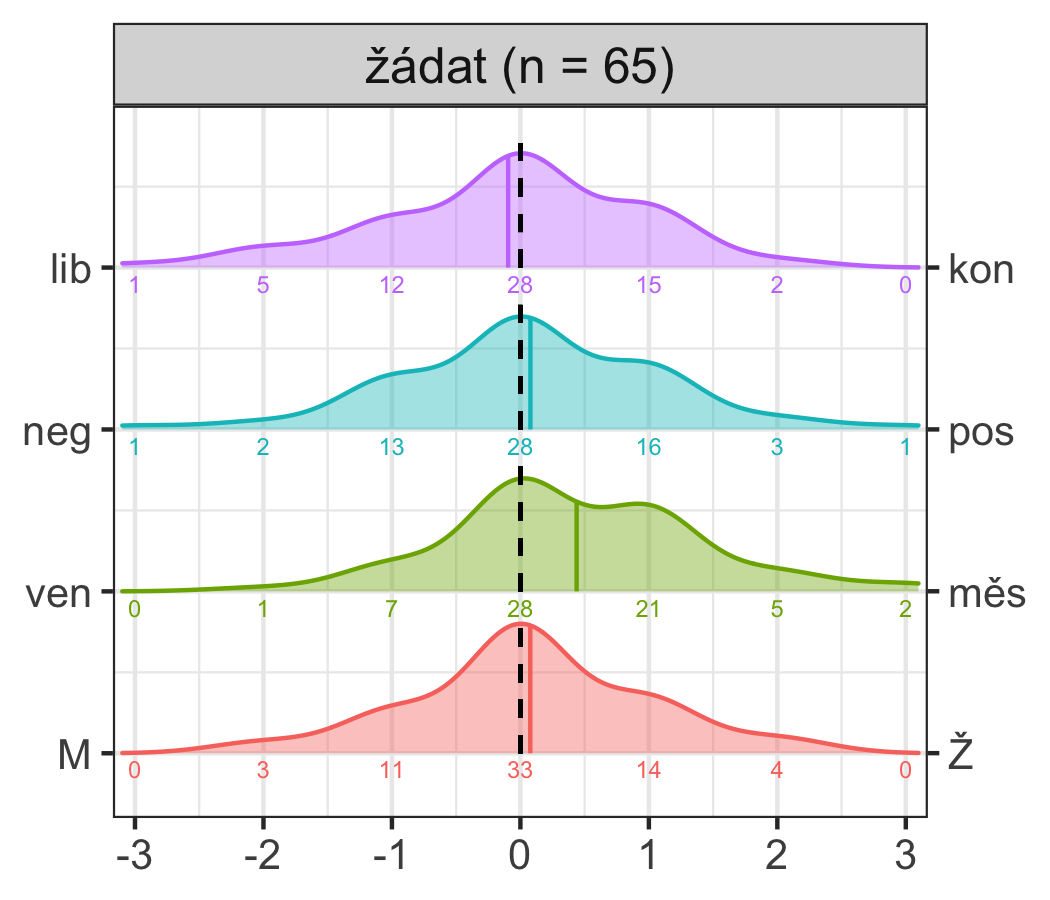 žádat (n = 65)
lib kon
1 5 12 28 15 2 0
neg pos
1 2 13 28 16 3 1
ven měs
0 1 7 28 21 5 2
M Ž
0 3 11 33 14 4 0
-3 -2 -1 0 1 2 3